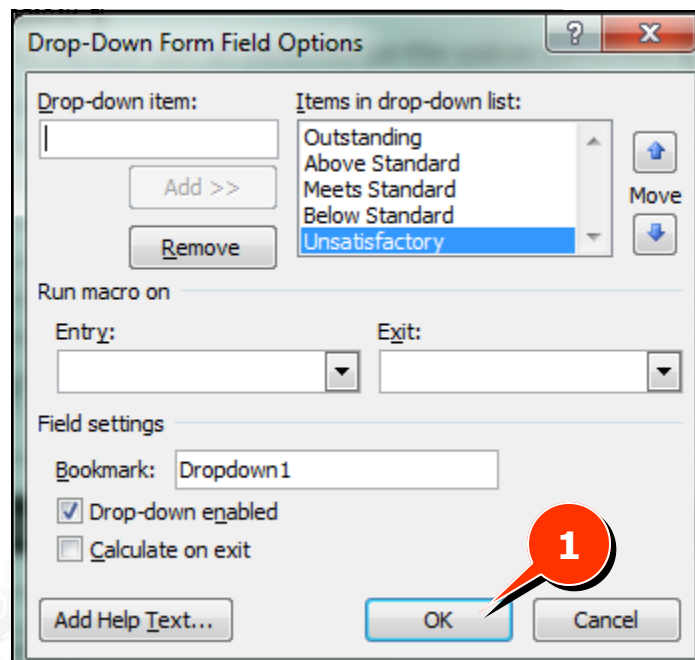 Drop-Down Form Field Options
Drop-down item:
Items in drop-down list:
Outstanding
Above Standard
Meets Standard
Below Standard
Unsatisfactory
Add >>
Move
Remove
Run macro on
Entry:
Exit:
Field settings
Bookmark: Dropdown1
Drop-down enabled
Calculate on exit
1
Add Help Text...
OK
Cancel